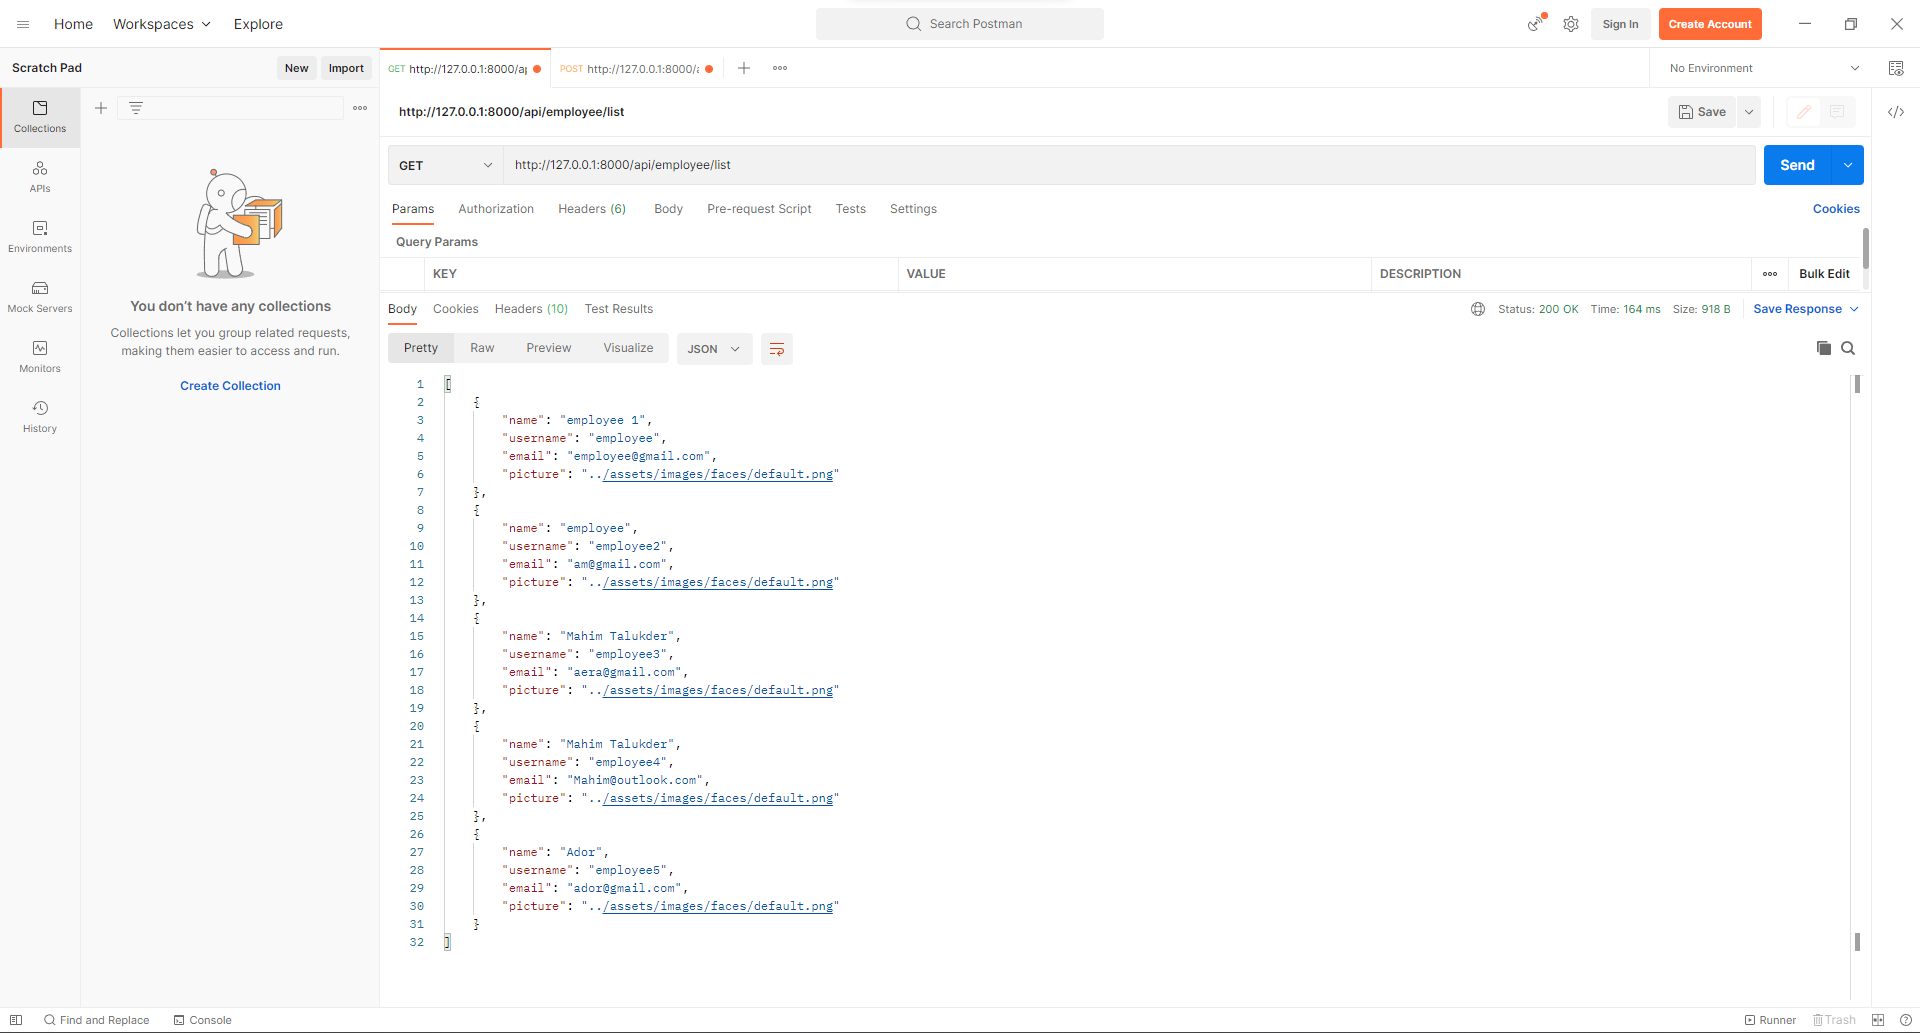 Home Workspaces Explore Search Postman Sign In Create Account
Scratch Pad New Import
GET http://127.0.0.1:8000/ap POST http://127.0.0.1:8000/a No Environment
http://127.0.0.1:8000/api/employee/list Save
GET http://127.0.0.1:8000/api/employee/list Send
Params Authorization Headers (6) Body Pre-request Script Tests Settings Cookies
Query Params
KEY VALUE DESCRIPTION Bulk Edit
Body Cookies Headers (10) Test Results Status: 200 OK Time: 164 ms Size: 918 B Save Response
Pretty Raw Preview Visualize JSON
Collections
APIs
Environments
Mock Servers
Monitors
History
You don't have any collections
Collections let you group related requests,
making them easier to access and run.
Create Collection
1 [
2 {
3 "name": "employee 1",
4 "username": "employee",
5 "email": "employee@gmail.com",
6 "picture": "../assets/images/faces/default.png"
7 },
8 {
9 "name": "employee",
10 "username": "employee2",
11 "email": "am@gmail.com",
12 "picture": "../assets/images/faces/default.png"
13 },
14 {
15 "name": "Mahim Talukder",
16 "username": "employee3",
17 "email": "aera@gmail.com",
18 "picture": "../assets/images/faces/default.png"
19 },
20 {
21 "name": "Mahim Talukder",
22 "username": "employee4",
23 "email": "Mahim@outlook.com",
24 "picture": "../assets/images/faces/default.png"
25 },
26 {
27 "name": "Ador",
28 "username": "employee5",
29 "email": "ador@gmail.com",
30 "picture": "../assets/images/faces/default.png"
31 }
32 ]
Find and Replace Console Runner Trash